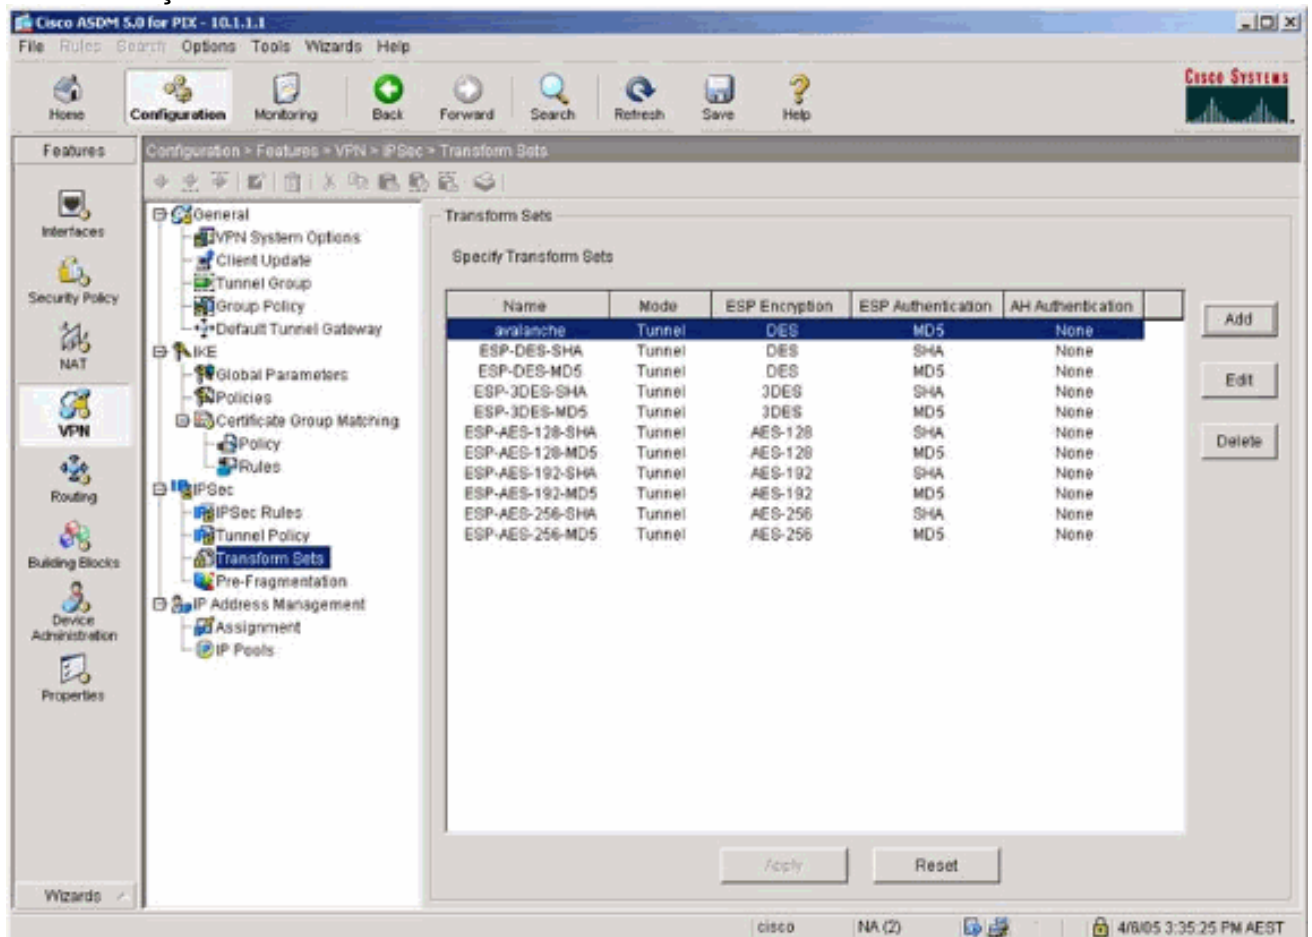 Cisco ASDM 5.0 for PIX - 10.1.1.1
File Rules Search Options Tools Wizards Help
Home Configuration Monitoring Back Forward Search Refresh Save Help
CISCO SYSTEMS
Features
Configuration > Features > VPN > IPSec > Transform Sets
Interfaces
Security Policy
NAT
VPN
Routing
Building Blocks
Device
Administration
Properties
Wizards
General
VPN System Options
Client Update
Tunnel Group
Group Policy
Default Tunnel Gateway
IKE
Global Parameters
Policies
Certificate Group Matching
Policy
Rules
IPSec
IPSec Rules
Tunnel Policy
Transform Sets
Pre-Fragmentation
IP Address Management
Assignment
IP Pools
Transform Sets
Specify Transform Sets
Name Mode ESP Encryption ESP Authentication AH Authentication
avalanche Tunnel DES MD5 None
ESP-DES-SHA Tunnel DES SHA None
ESP-DES-MD5 Tunnel DES MD5 None
ESP-3DES-SHA Tunnel 3DES SHA None
ESP-3DES-MD5 Tunnel 3DES MD5 None
ESP-AES-128-SHA Tunnel AES-128 SHA None
ESP-AES-128-MD5 Tunnel AES-128 MD5 None
ESP-AES-192-SHA Tunnel AES-192 SHA None
ESP-AES-192-MD5 Tunnel AES-192 MD5 None
ESP-AES-256-SHA Tunnel AES-256 SHA None
ESP-AES-256-MD5 Tunnel AES-256 MD5 None
Add
Edit
Delete
Apply Reset
cisco NA (2) 4/6/05 3:35:25 PM AEST